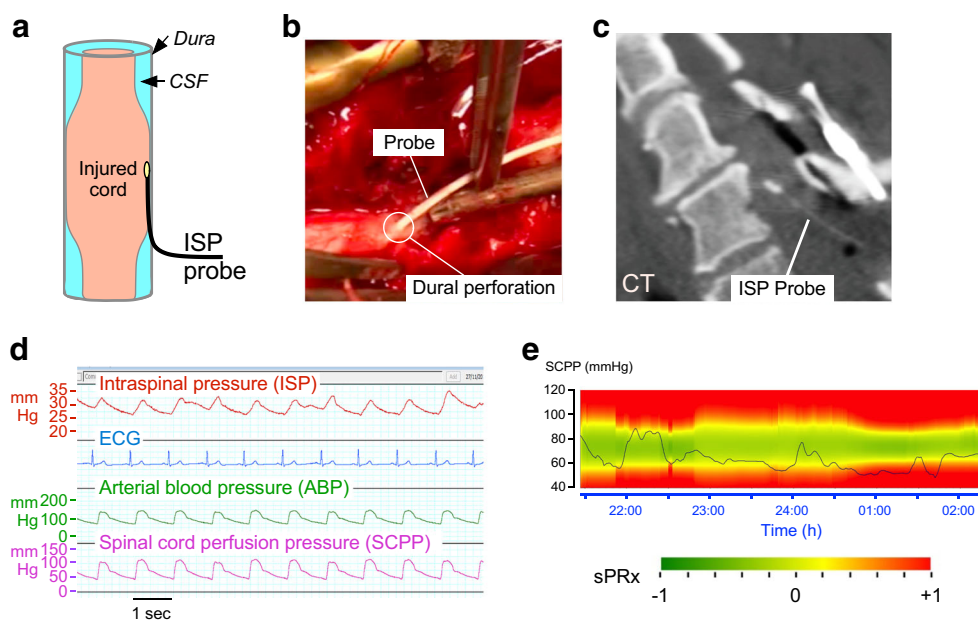 a
Dura
CSF
Injured
cord
ISP
probe
b
Probe
Dural perforation
c
CT
ISP Probe
d
Intraspinal pressure (ISP)
mm
Hg
35
30
25
20
ECG
Arterial blood pressure (ABP)
mm
Hg
200
100
0
Spinal cord perfusion pressure (SCPP)
mm
Hg
150
100
50
0
1 sec
e
SCPP (mmHg)
120
100
80
60
40
22:00
23:00
24:00
01:00
02:00
Time (h)
sPRx
-1
0
+1